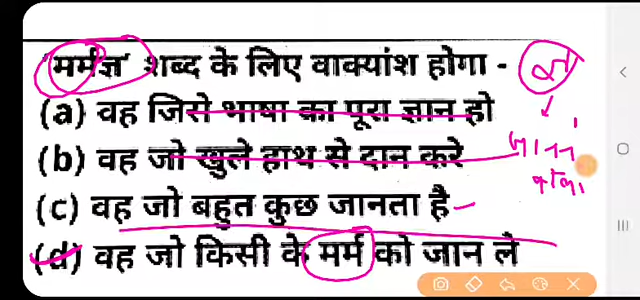 'मर्मज्ञ' शब्द के लिए वाक्यांश होगा -
(a) वह जिसे भाषा का पूरा ज्ञान हो
(b) वह जो खुले हाथ से दान करे
(c) वह जो बहुत कुछ जानता है
(d) वह जो किसी के मर्म को जान ले